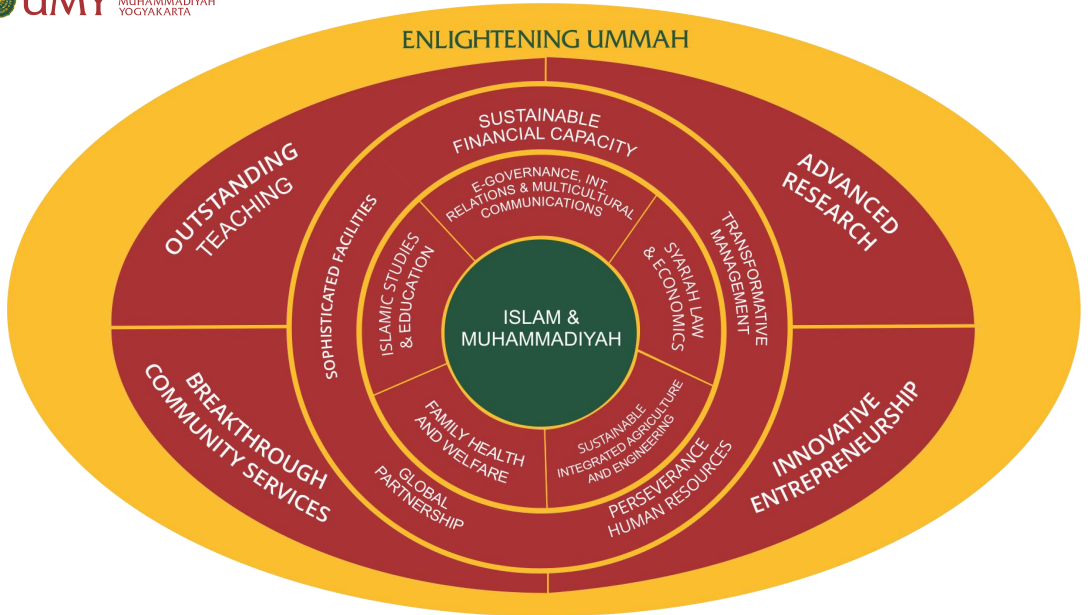 UMY
MUHAMMADIYAH
YOGYAKARTA
ENLIGHTENING UMMAH
OUTSTANDING
TEACHING
ADVANCED
RESEARCH
SUSTAINABLE
FINANCIAL CAPACITY
SOPHISTICATED FACILITIES
TRANSFORMATIVE
MANAGEMENT
E-GOVERNANCE, INT.
RELATIONS & MULTICULTURAL
COMMUNICATIONS
ISLAMIC STUDIES
& EDUCATION
SYARIAH LAW
& ECONOMICS
ISLAM &
MUHAMMADIYAH
FAMILY HEALTH
AND WELFARE
SUSTAINABLE
INTEGRATED AGRICULTURE
AND ENGINEERING
GLOBAL
PARTNERSHIP
PERSEVERANCE
HUMAN RESOURCES
BREAKTHROUGH
COMMUNITY SERVICES
INNOVATIVE
ENTREPRENEURSHIP